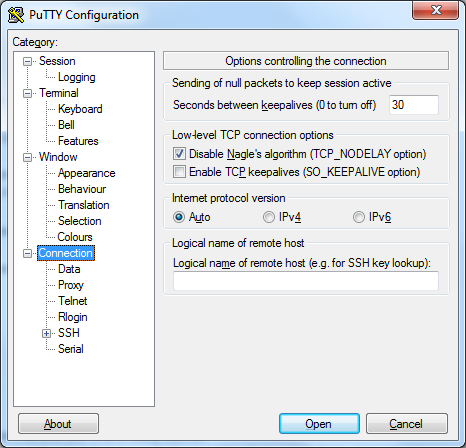 PuTTY Configuration
Category:
Session
Logging
Terminal
Keyboard
Bell
Features
Window
Appearance
Behaviour
Translation
Selection
Colours
Connection
Data
Proxy
Telnet
Rlogin
SSH
Serial
Options controlling the connection
Sending of null packets to keep session active
Seconds between keepalives (0 to turn off) 30
Low-level TCP connection options
Disable Nagle's algorithm (TCP_NODELAY option)
Enable TCP keepalives (SO_KEEPALIVE option)
Internet protocol version
Auto IPv4 IPv6
Logical name of remote host
Logical name of remote host (e.g. for SSH key lookup):
About Open Cancel